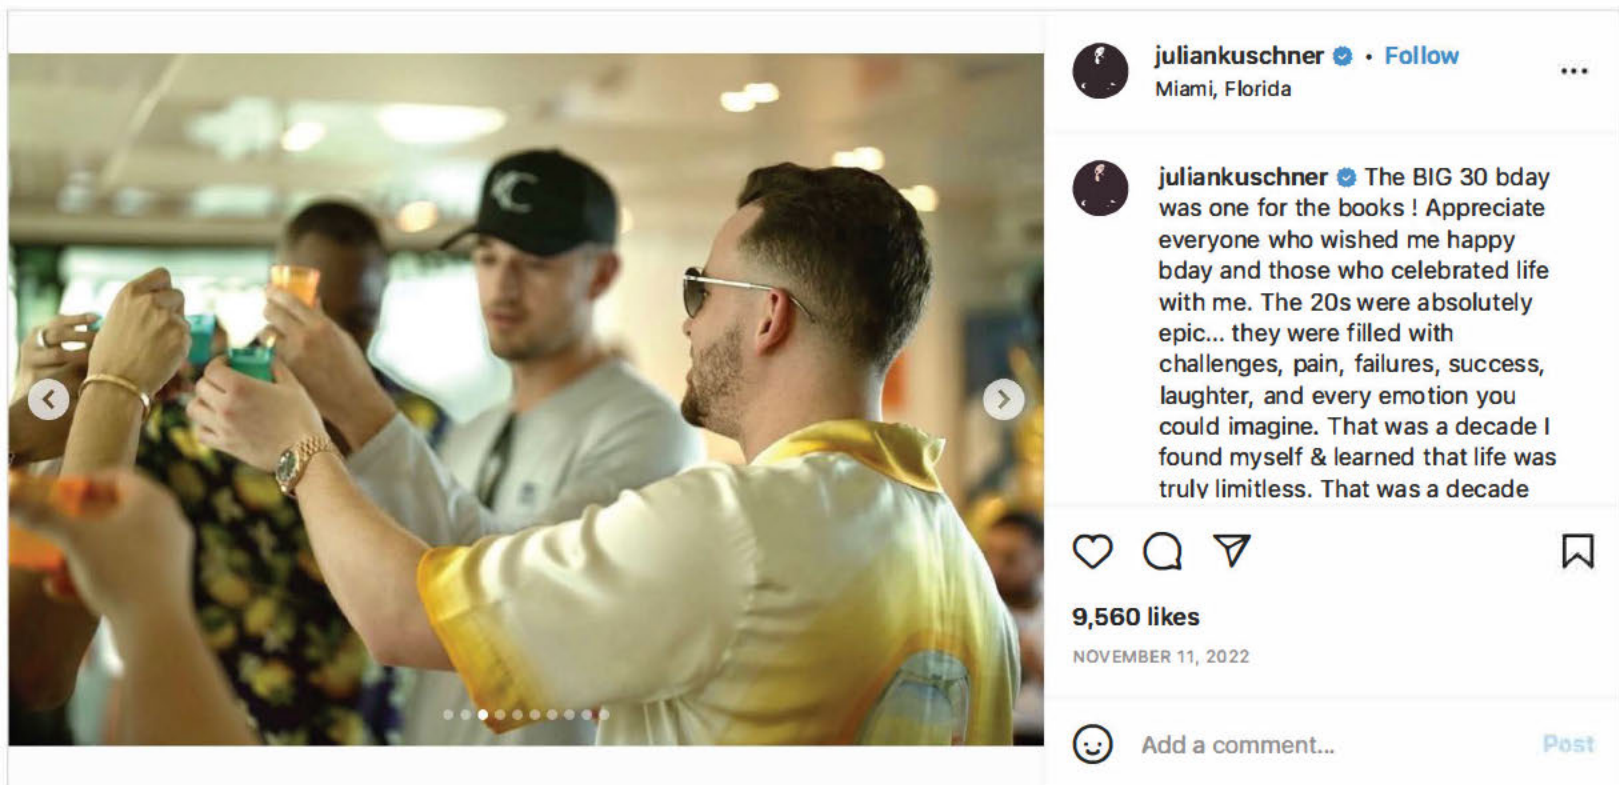 juliankuschner • Follow
Miami, Florida
juliankuschner The BIG 30 bday
was one for the books ! Appreciate
everyone who wished me happy
bday and those who celebrated life
with me. The 20s were absolutely
epic... they were filled with
challenges, pain, failures, success,
laughter, and every emotion you
could imagine. That was a decade I
found myself & learned that life was
truly limitless. That was a decade
9,560 likes
NOVEMBER 11, 2022
Add a comment...
Post